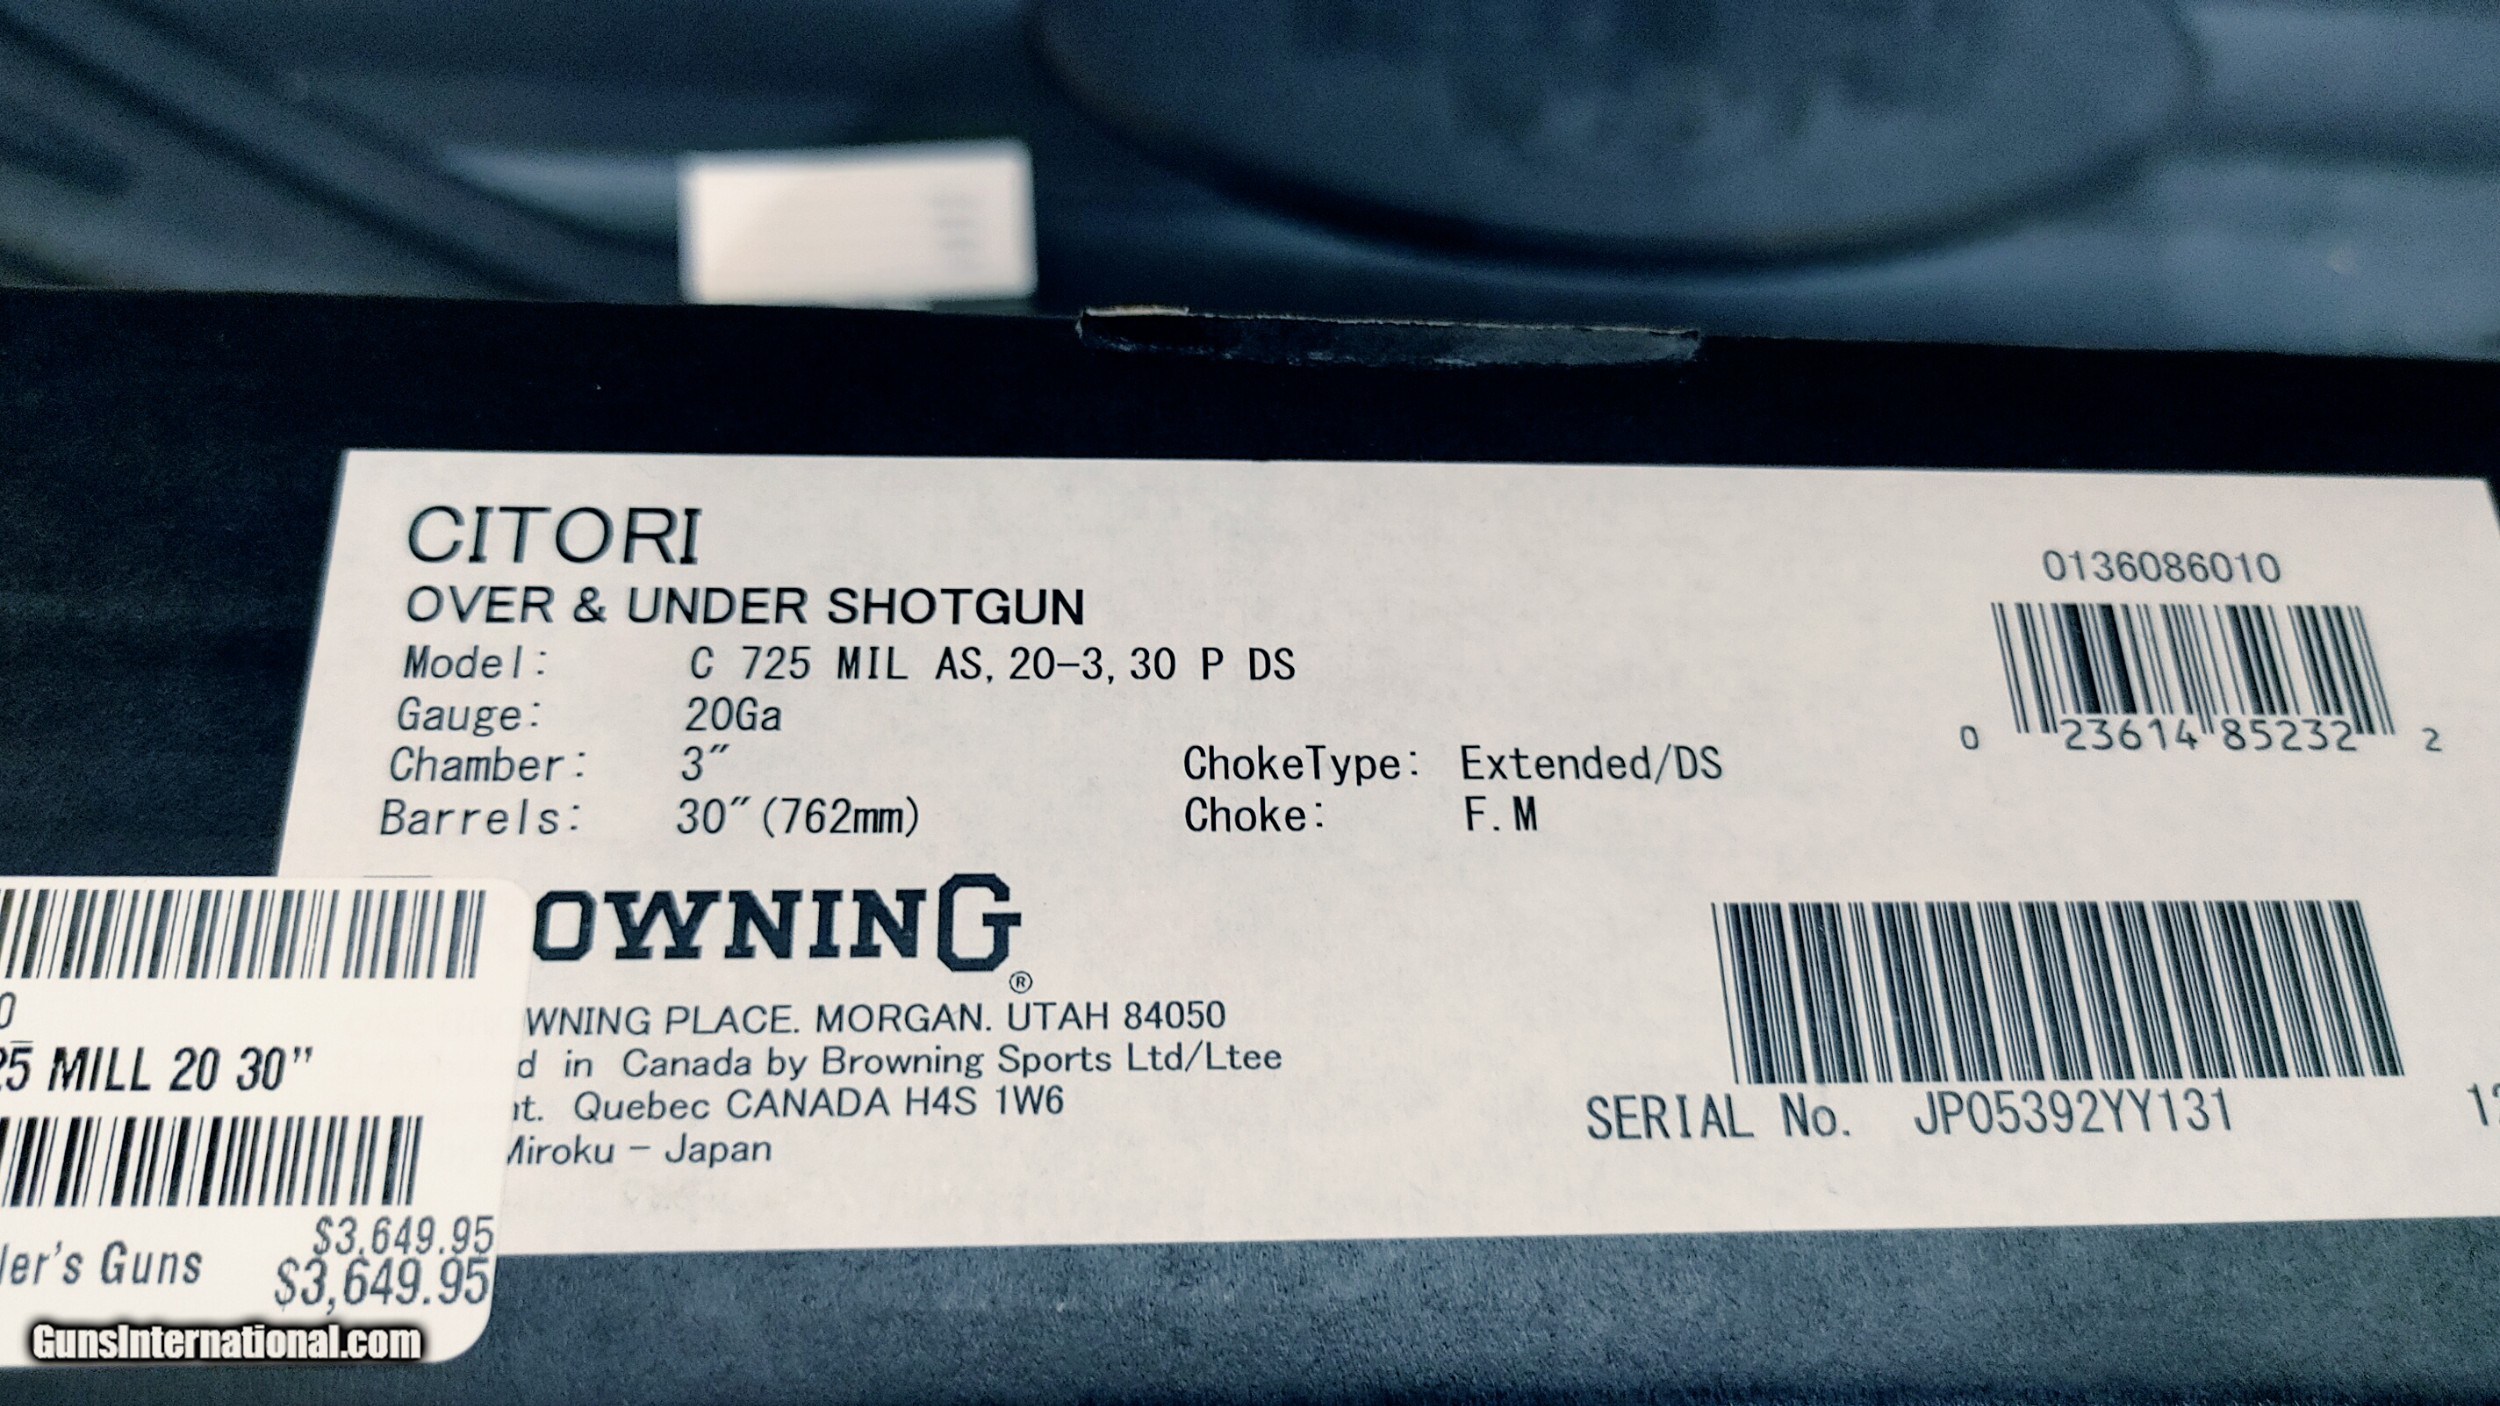 CITORI
OVER & UNDER SHOTGUN
Model: C 725 MIL AS, 20-3, 30 P DS
Gauge: 20Ga
Chamber: 3"
Barrels: 30" (762mm)
ChokeType: Extended/DS
Choke: F. M
0136086010
0 23614 85232 2
OWNING®
WNING PLACE. MORGAN. UTAH 84050
d in Canada by Browning Sports Ltd/Ltee
nt. Quebec CANADA H4S 1W6
Miroku - Japan
SERIAL No. JP05392YY131
0
25 MILL 20 30"
$3,649.95
ler's Guns $3,649.95
GunsInternational.com